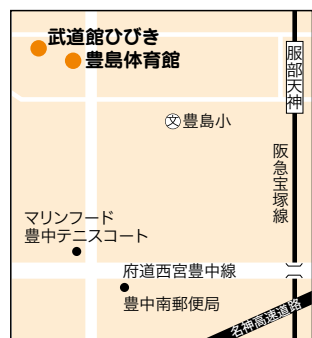 武道館ひびき
豊島体育館
服部天神
文豊島小
阪急宝塚線
マリンフード
豊中テニスコート
府道西宮豊中線
豊中南郵便局
名神高速道路